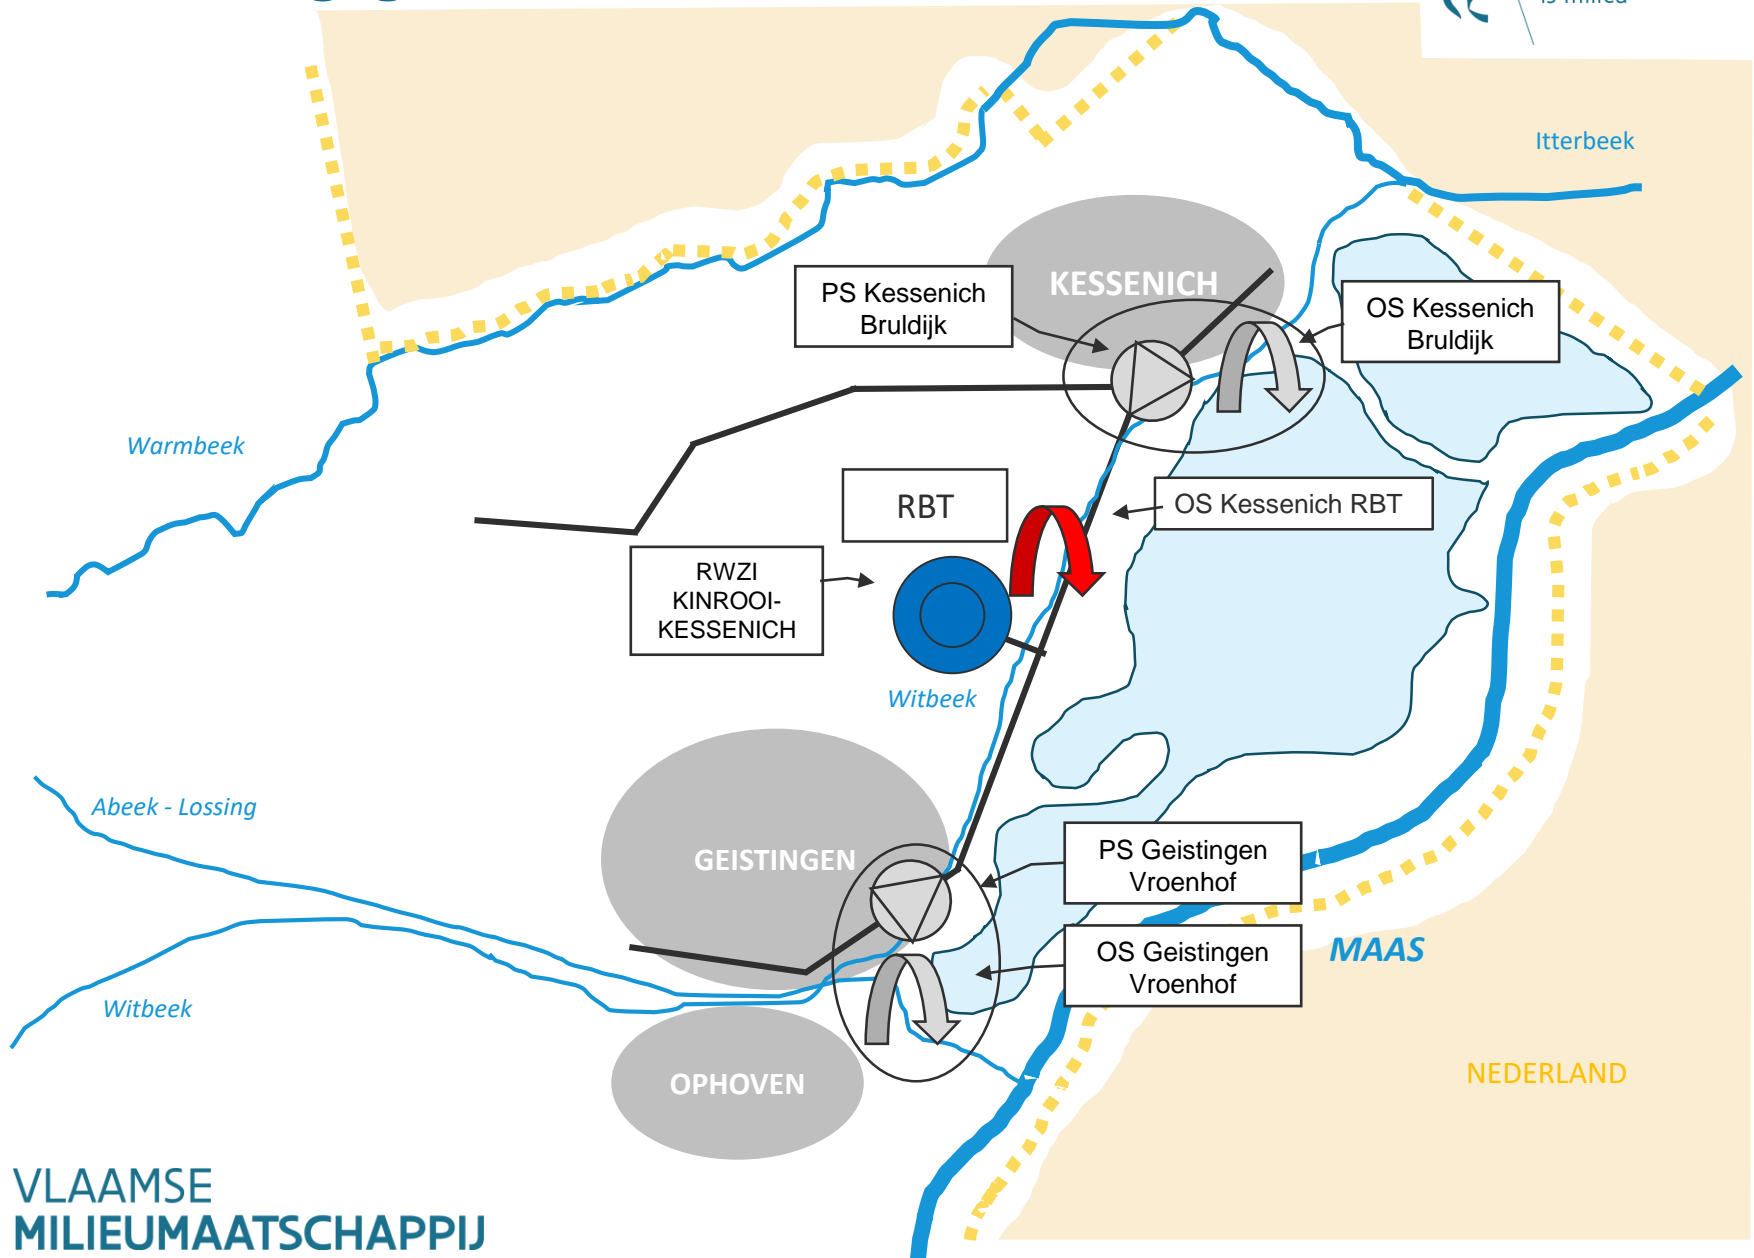 Itterbeek
KESSENICH
PS Kessenich
Bruldijk
OS Kessenich
Bruldijk
Warmbeek
RBT
OS Kessenich RBT
RWZI
KINROOI-
KESSENICH
Witbeek
Abeek - Lossing
GEISTINGEN
PS Geistingen
Vroenhof
OS Geistingen
Vroenhof
MAAS
Witbeek
OPHOVEN
NEDERLAND
VLAAMSE
MILIEUMAATSCHAPPIJ